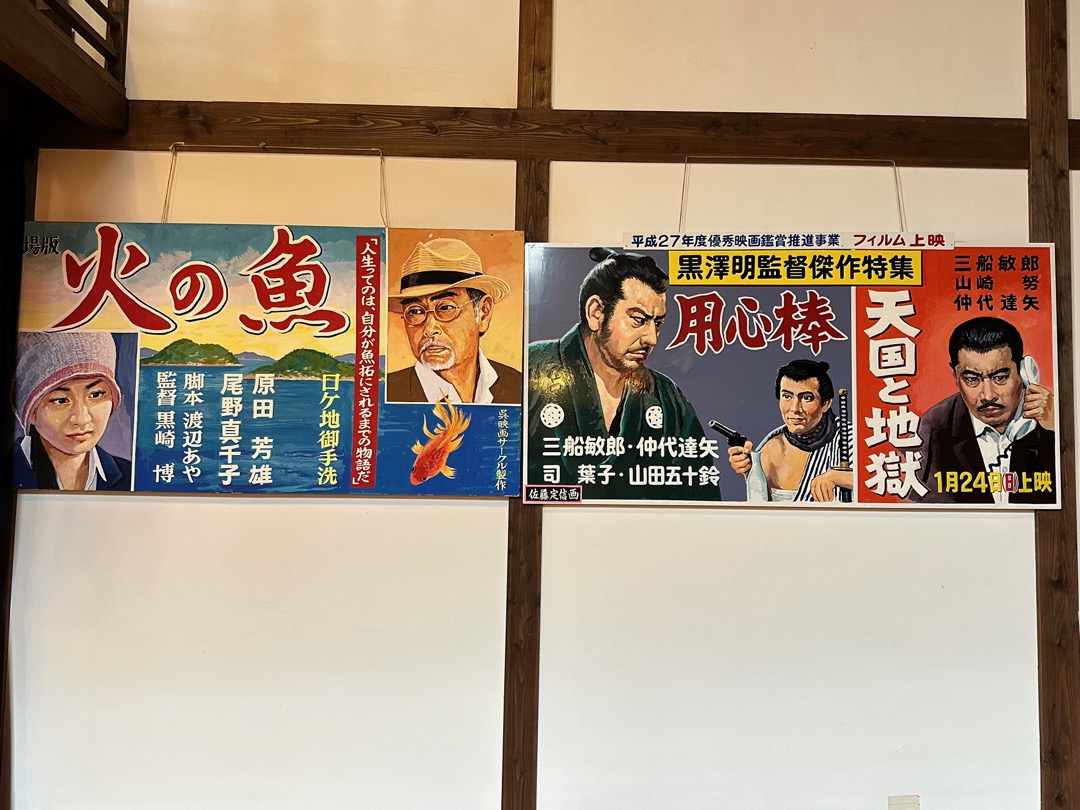 場版
火の魚
「人生ってのは、自分が魚拓にされるまでの物語だ」
ロケ地御手洗
原田 芳雄
尾野真千子
脚本 渡辺あや
監督 黒崎 博
呉映画サークル製作
平成27年度優秀映画鑑賞推進事業 フィルム上映
黒澤明監督傑作特集
用心棒
三船敏郎・仲代達矢
司 葉子・山田五十鈴
佐藤定信画
天国と地獄
三船敏郎
山崎 努
仲代達矢
1月24日(日)上映